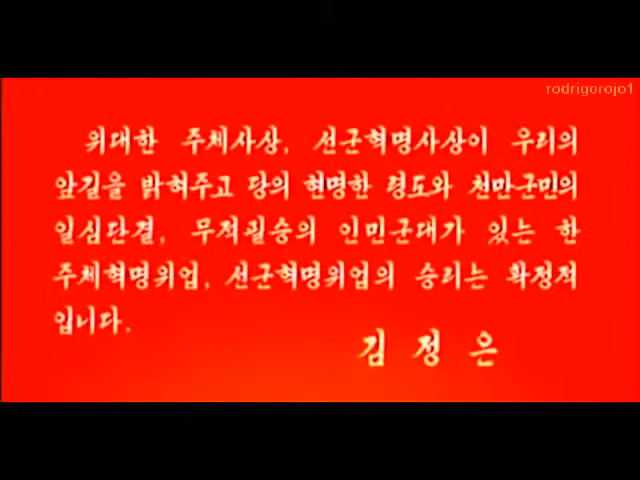 rodrigorojo1
위대한 주체사상, 선군혁명사상이 우리의
앞길을 밝혀주고 당의 현명한 령도와 천만군민의
일심단결, 무적필승의 인민군대가 있는 한
주체혁명위업, 선군혁명위업의 승리는 확정적
입니다.
김정은